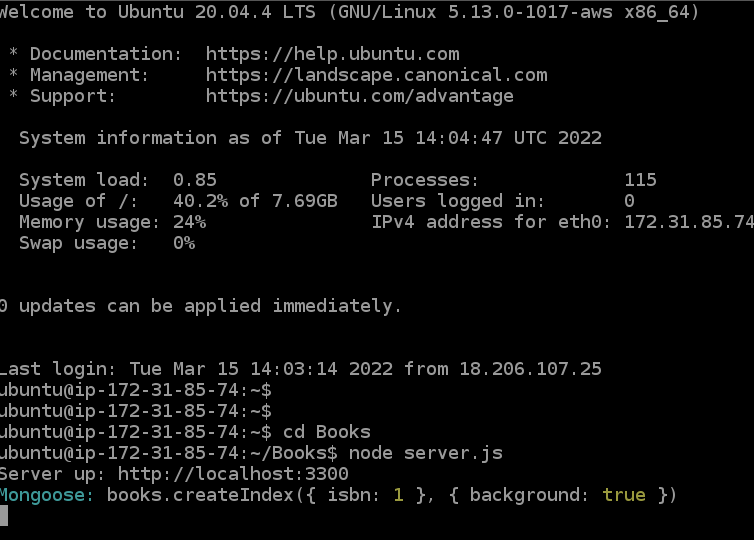 Welcome to Ubuntu 20.04.4 LTS (GNU/Linux 5.13.0-1017-aws x86_64)
* Documentation: https://help.ubuntu.com
* Management: https://landscape.canonical.com
* Support: https://ubuntu.com/advantage
System information as of Tue Mar 15 14:04:47 UTC 2022
System load: 0.85 Processes: 115
Usage of /: 40.2% of 7.69GB Users logged in: 0
Memory usage: 24% IPv4 address for eth0: 172.31.85.74
Swap usage: 0%
0 updates can be applied immediately.
Last login: Tue Mar 15 14:03:14 2022 from 18.206.107.25
ubuntu@ip-172-31-85-74:~$
ubuntu@ip-172-31-85-74:~$
ubuntu@ip-172-31-85-74:~$ cd Books
ubuntu@ip-172-31-85-74:~/Books$ node server.js
Server up: http://localhost:3300
Mongoose: books.createIndex({ isbn: 1 }, { background: true })